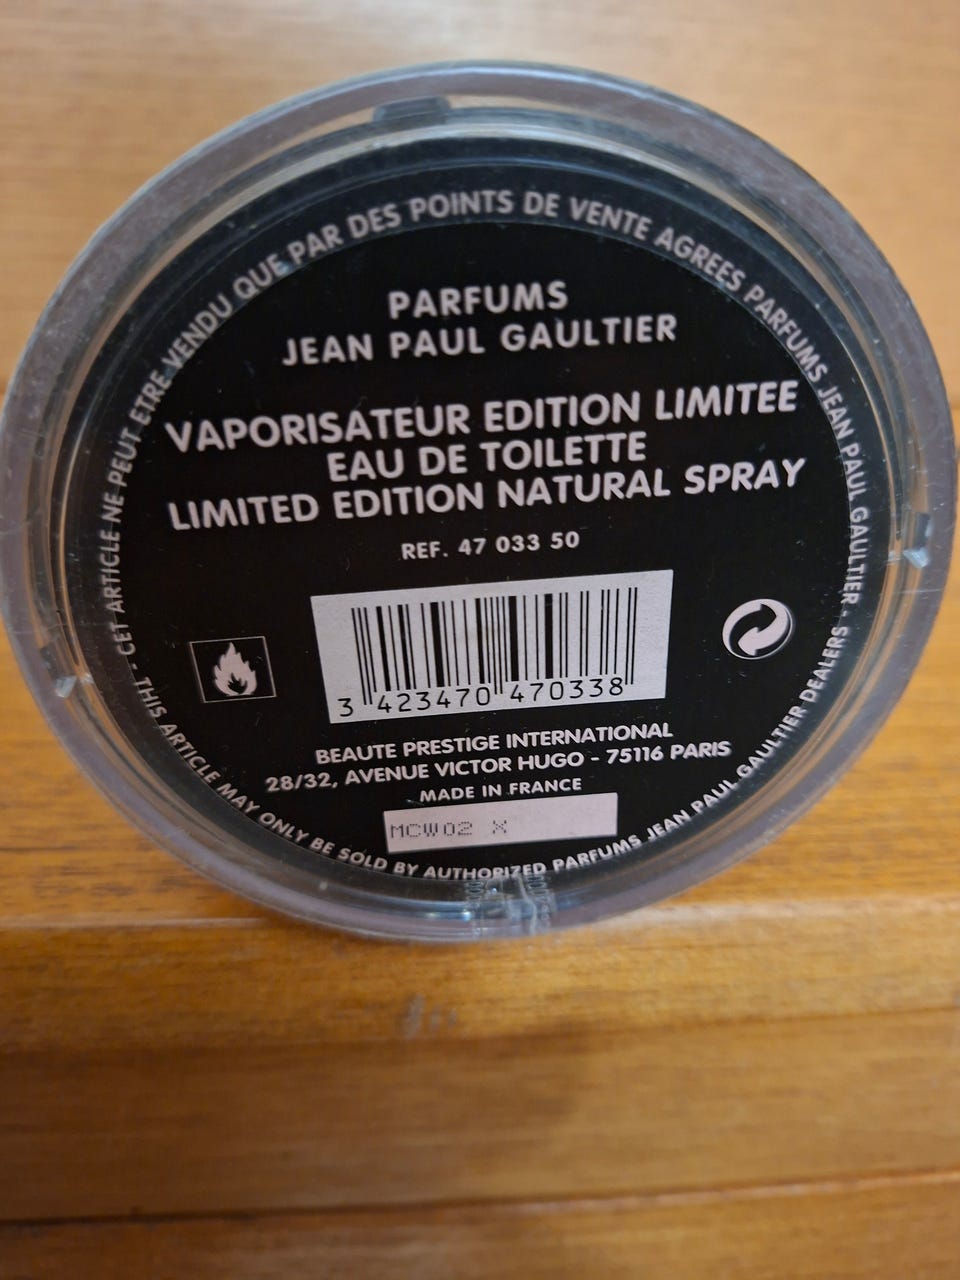 - CET ARTICLE NE PEUT ETRE VENDU QUE PAR DES POINTS DE VENTE AGREES PARFUMS JEAN PAUL GAULTIER -
PARFUMS
JEAN PAUL GAULTIER
VAPORISATEUR EDITION LIMITEE
EAU DE TOILETTE
LIMITED EDITION NATURAL SPRAY
REF. 47 033 50
3 423470 470338
BEAUTE PRESTIGE INTERNATIONAL
28/32, AVENUE VICTOR HUGO - 75116 PARIS
MADE IN FRANCE
MCW02 X
THIS ARTICLE MAY ONLY BE SOLD BY AUTHORIZED PARFUMS JEAN PAUL GAULTIER DEALERS